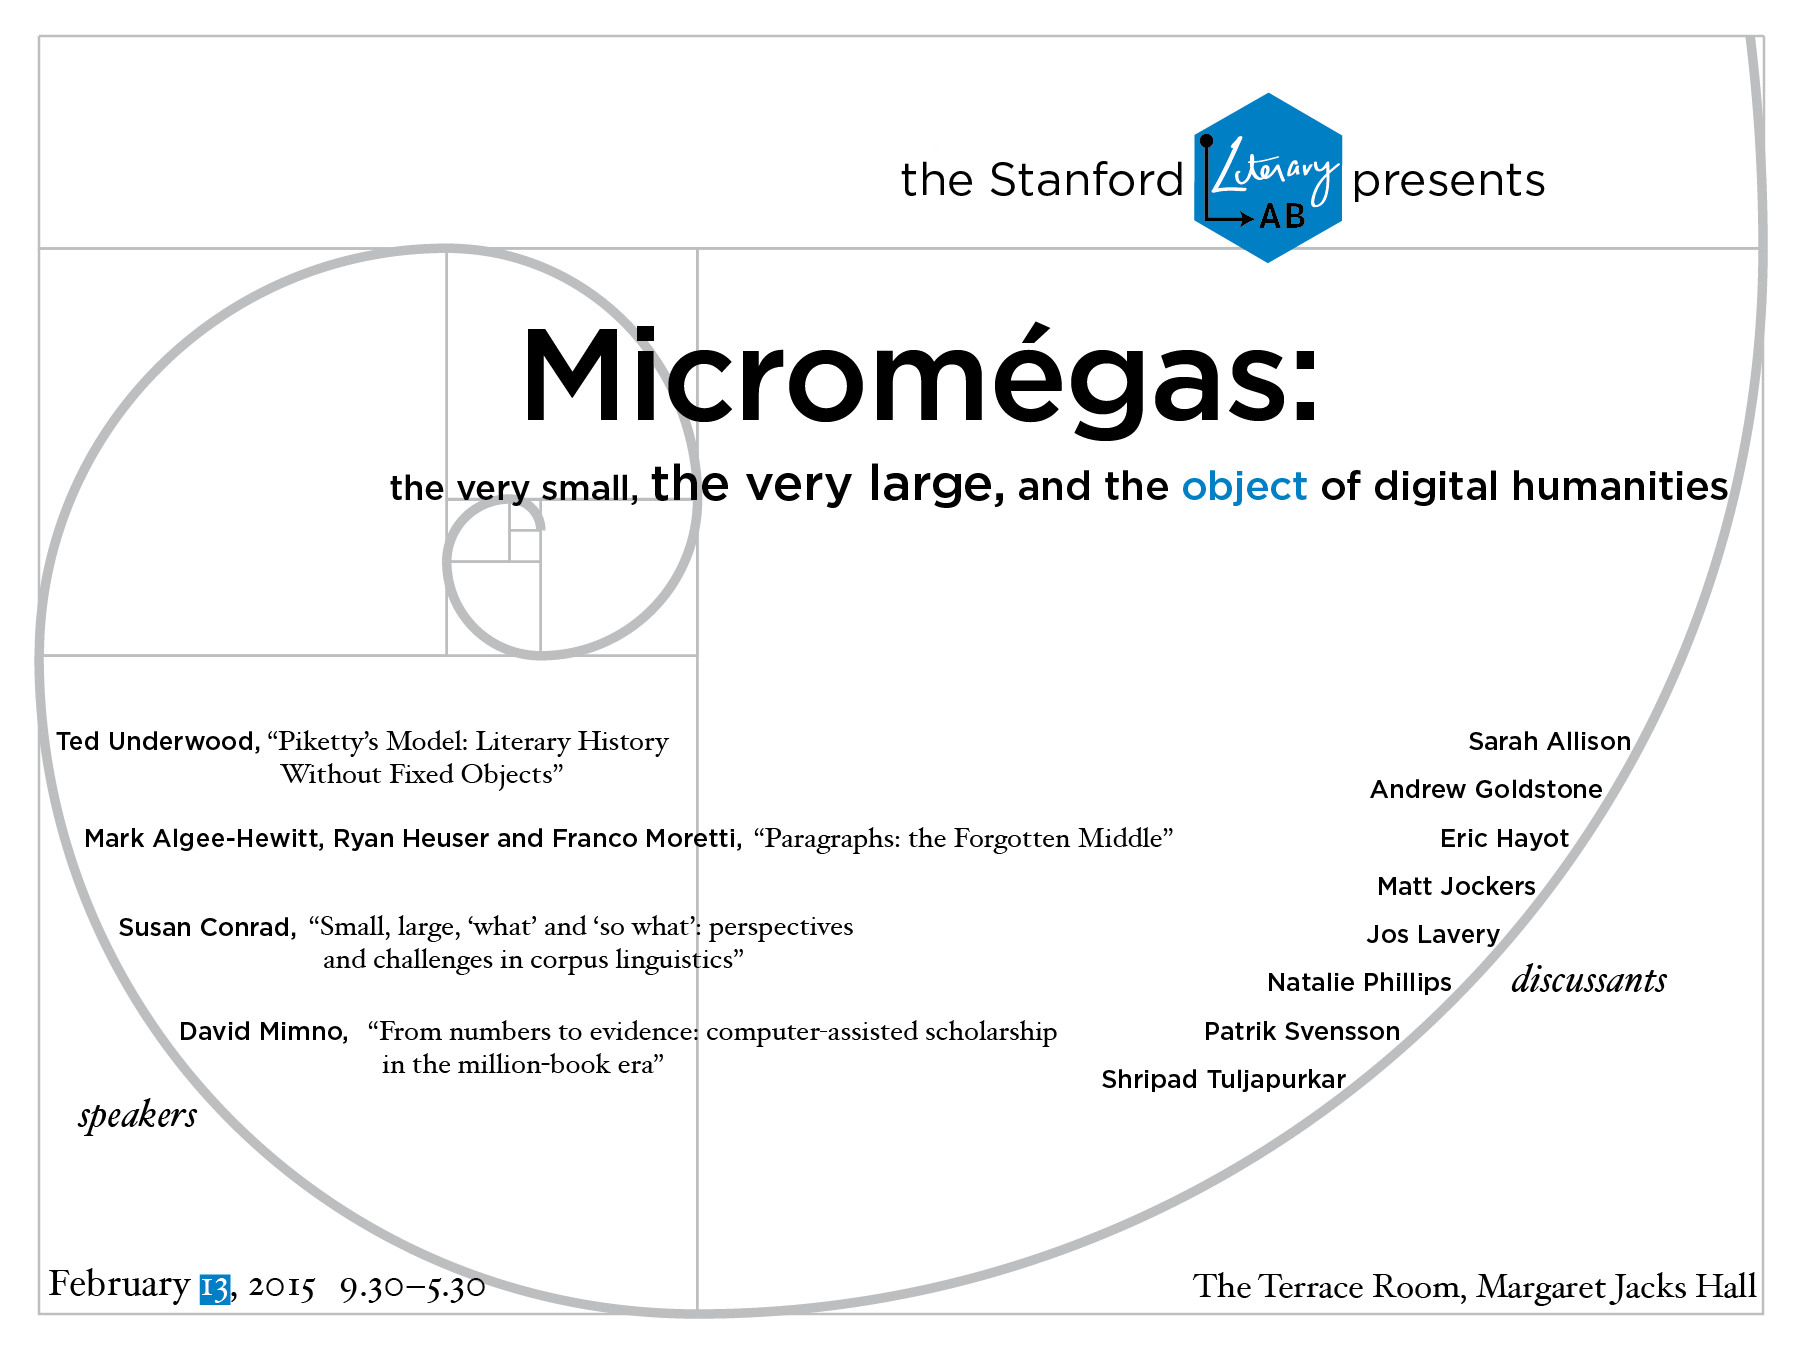 the Stanford Literary LAB presents
Micromégas:
the very small, the very large, and the object of digital humanities
Ted Underwood, “Piketty’s Model: Literary History
Without Fixed Objects”
Mark Algee-Hewitt, Ryan Heuser and Franco Moretti, “Paragraphs: the Forgotten Middle”
Susan Conrad, “Small, large, ‘what’ and ‘so what’: perspectives
and challenges in corpus linguistics”
David Mimno, “From numbers to evidence: computer-assisted scholarship
in the million-book era”
speakers
Sarah Allison
Andrew Goldstone
Eric Hayot
Matt Jockers
Jos Lavery
Natalie Phillips
Patrik Svensson
Shripad Tuljapurkar
discussants
February 13, 2015 9.30–5.30
The Terrace Room, Margaret Jacks Hall